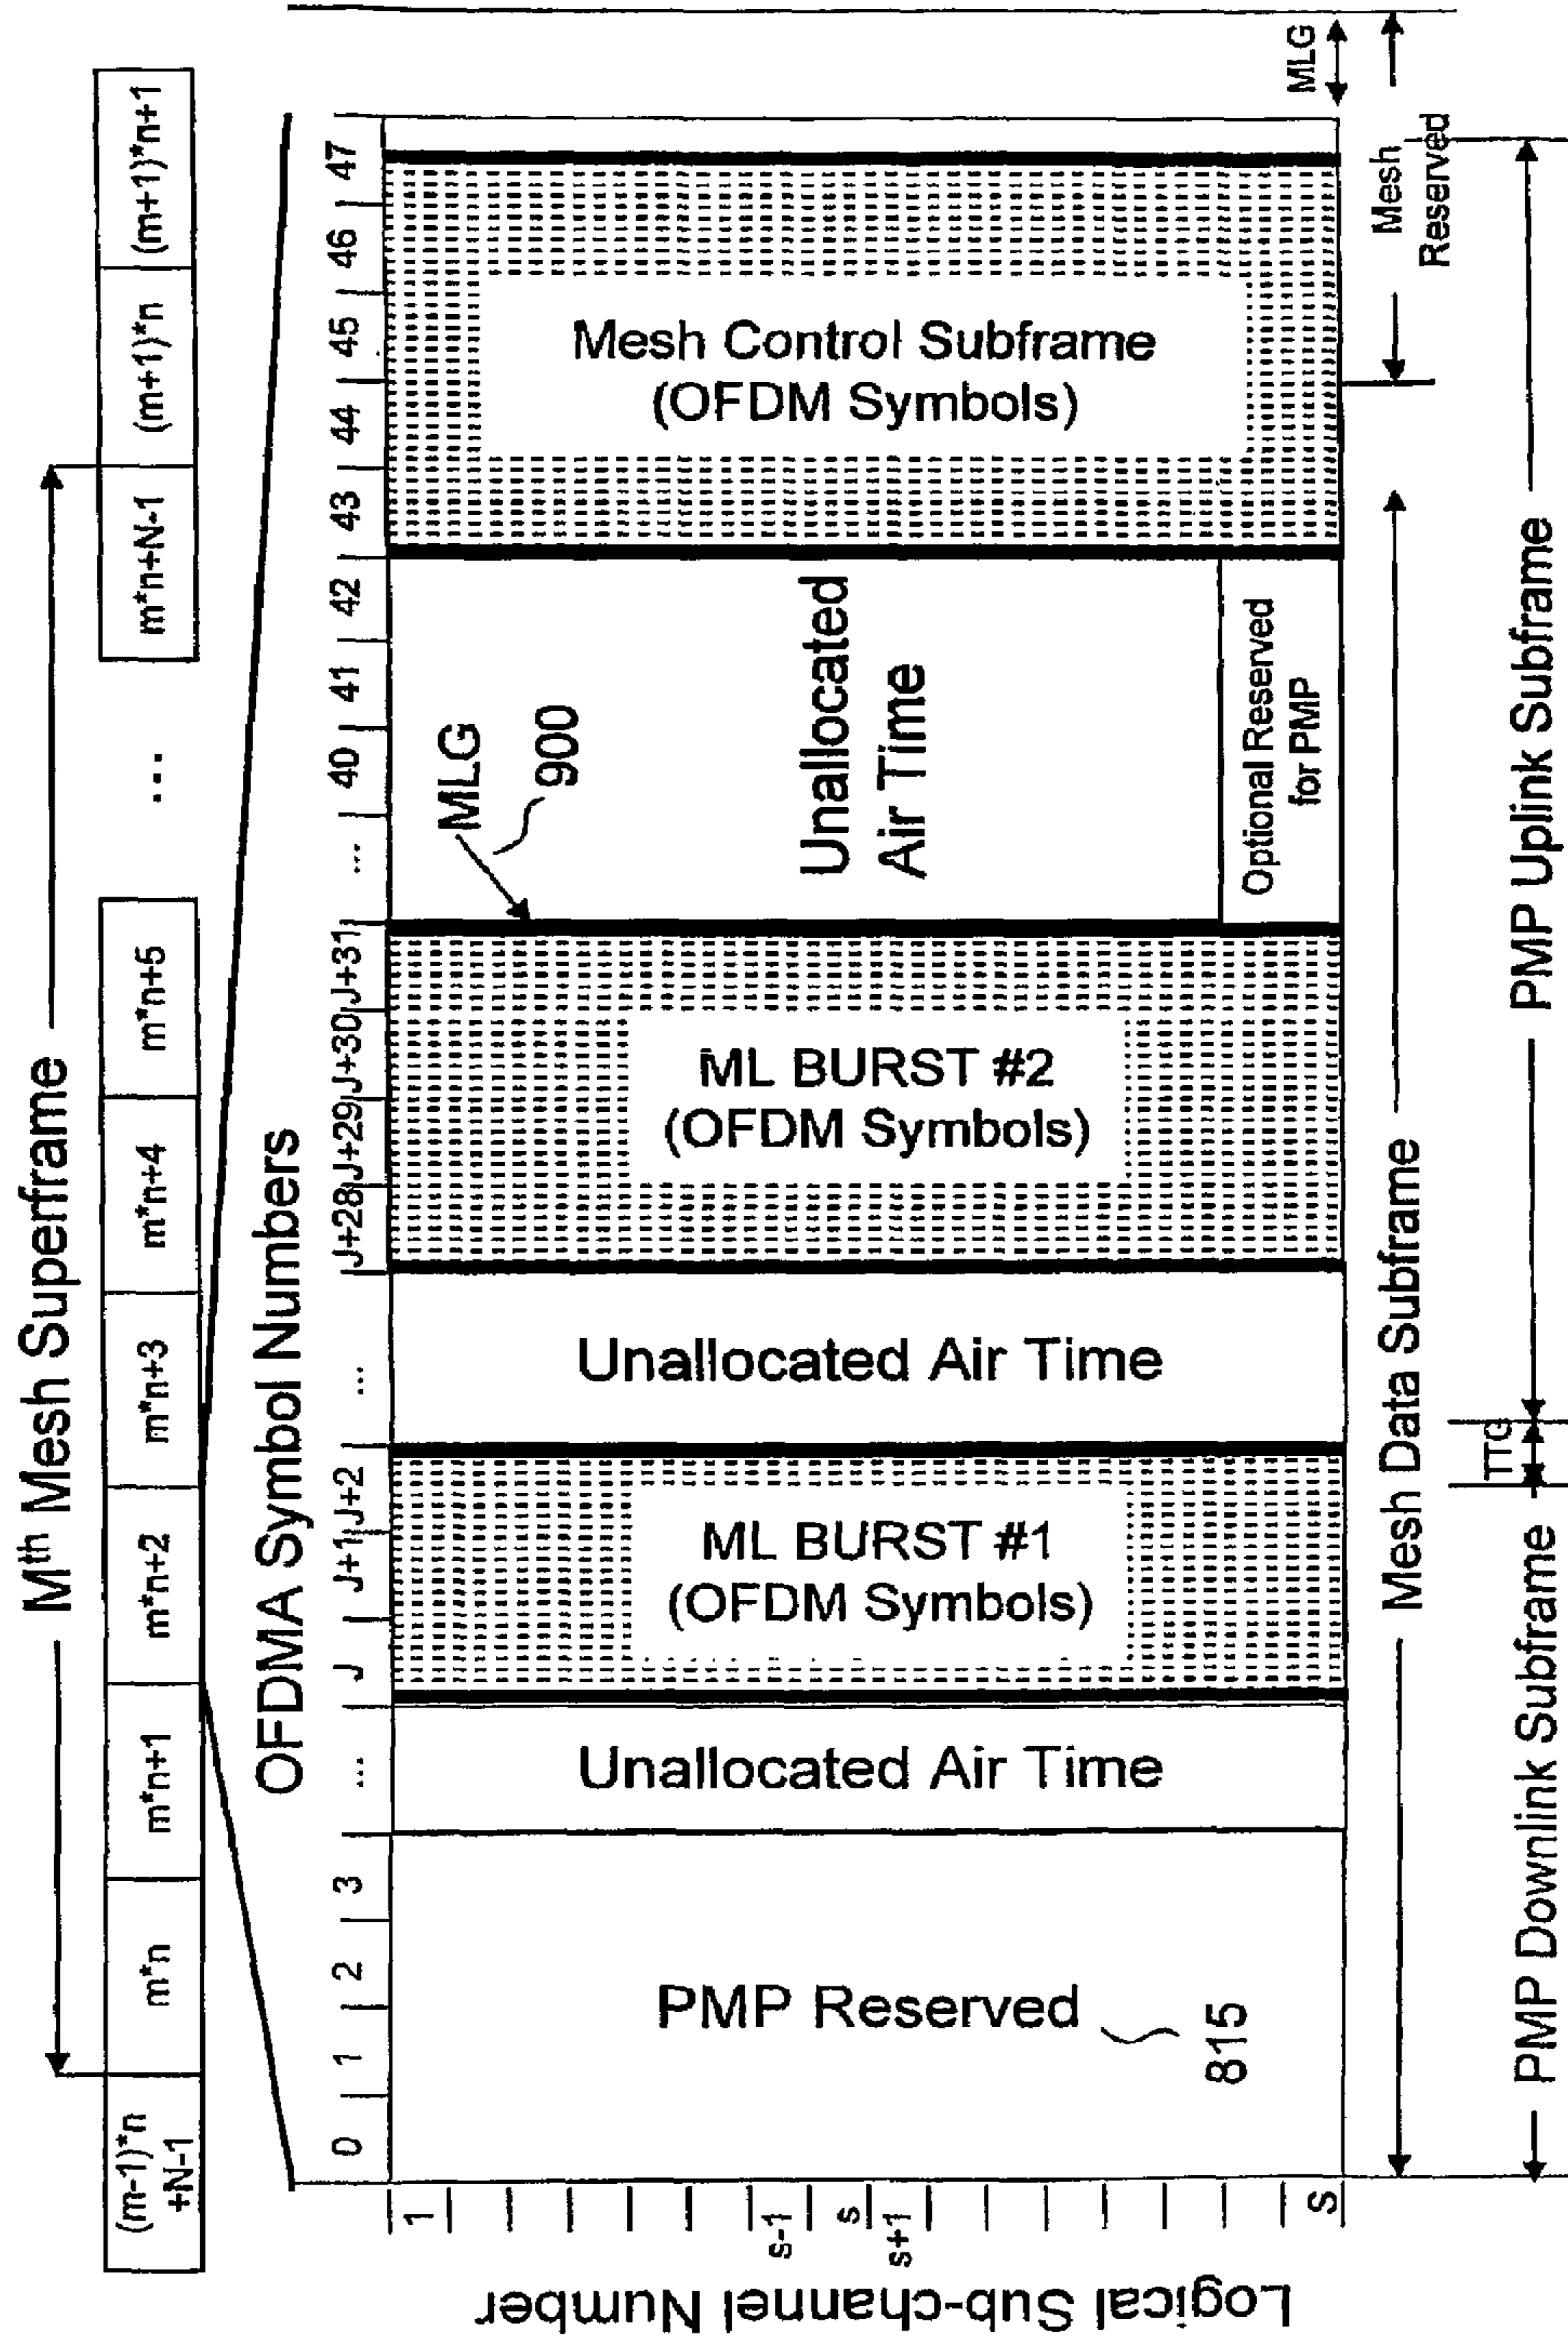 Mth Mesh Superframe
(m-1)*n
+N-1
m*n
m*n+1
m*n+2
m*n+3
m*n+4
m*n+5
...
m*n+N-1
(m+1)*n
(m+1)*n+1
OFDMA Symbol Numbers
0
1
2
3
...
J
J+1
J+2
...
J+28
J+29
J+30
J+31
...
40
41
42
43
44
45
46
47
Logical Sub-channel Number
1
s-1
s
s+1
S
PMP Reserved
815
Unallocated Air Time
ML BURST #1
(OFDM Symbols)
Unallocated Air Time
ML BURST #2
(OFDM Symbols)
MLG
900
Unallocated
Air Time
Optional Reserved
for PMP
Mesh Control Subframe
(OFDM Symbols)
MLG
Mesh Data Subframe
Mesh
Reserved
PMP Downlink Subframe
TTG
PMP Uplink Subframe